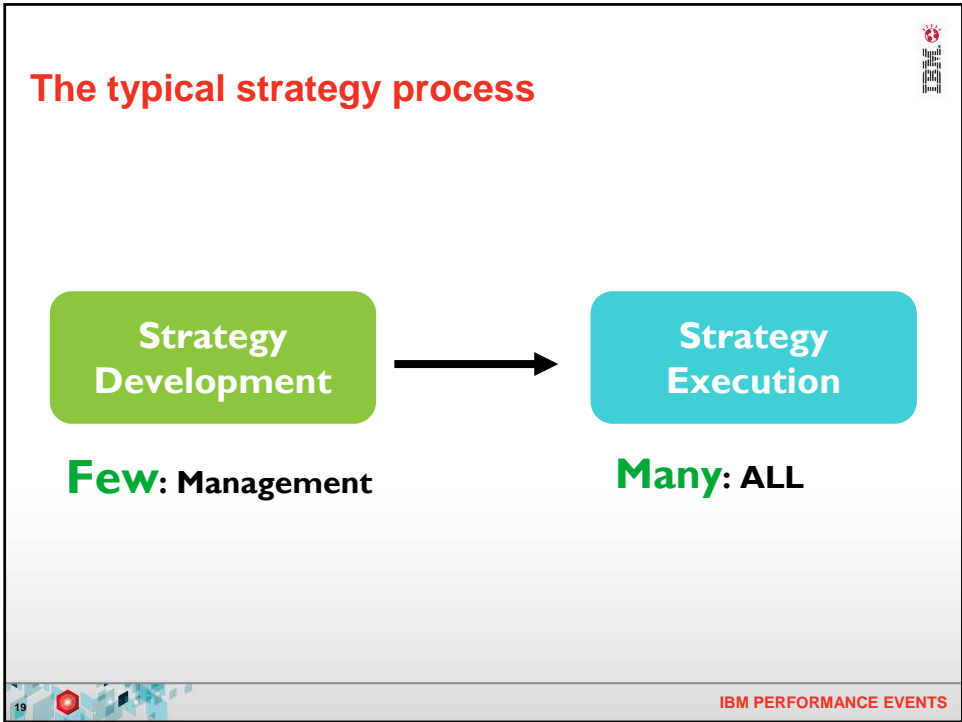 The typical strategy process
IBM
Strategy
Development
Strategy
Execution
Few: Management
Many: ALL
19
IBM PERFORMANCE EVENTS